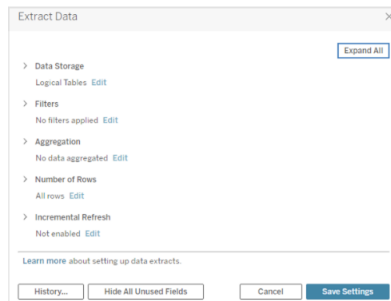 Extract Data
Expand All
Data Storage
Logical Tables Edit
Filters
No filters applied Edit
Aggregation
No data aggregated Edit
Number of Rows
All rows Edit
Incremental Refresh
Not enabled Edit
Learn more about setting up data extracts.
History... Hide All Unused Fields Cancel Save Settings